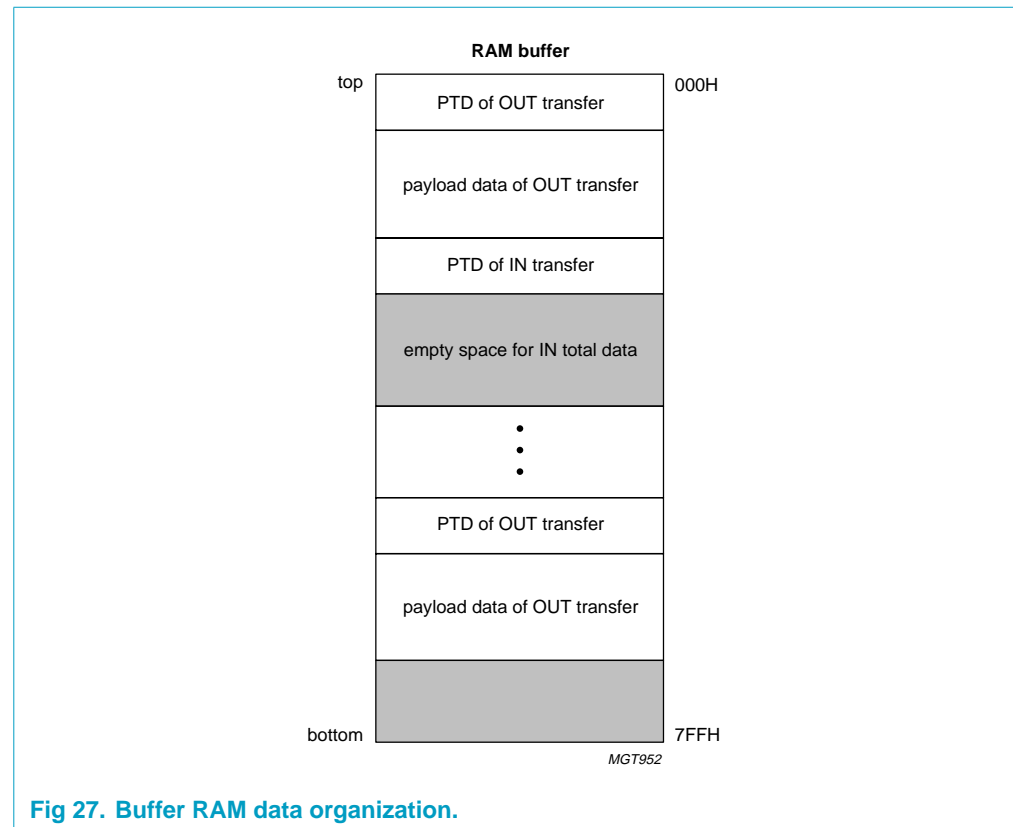 RAM buffer
top
000H
PTD of OUT transfer
payload data of OUT transfer
PTD of IN transfer
empty space for IN total data
PTD of OUT transfer
payload data of OUT transfer
bottom
7FFH
MGT952
Fig 27. Buffer RAM data organization.